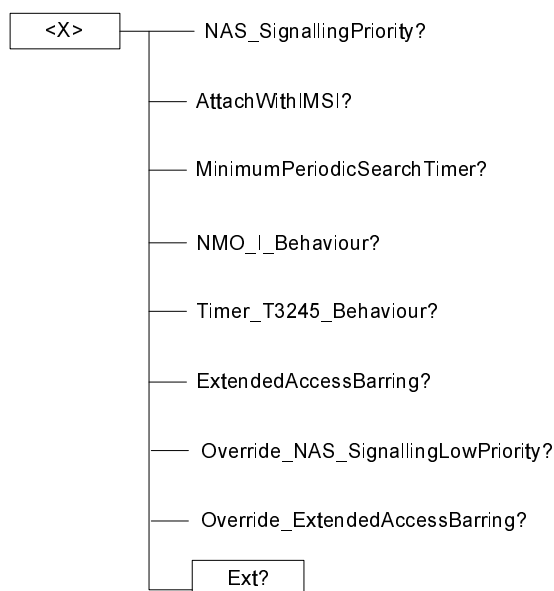 <X>
NAS_SignallingPriority?
AttachWithIMSI?
MinimumPeriodicSearchTimer?
NMO_I_Behaviour?
Timer_T3245_Behaviour?
ExtendedAccessBarring?
Override_NAS_SignallingLowPriority?
Override_ExtendedAccessBarring?
Ext?